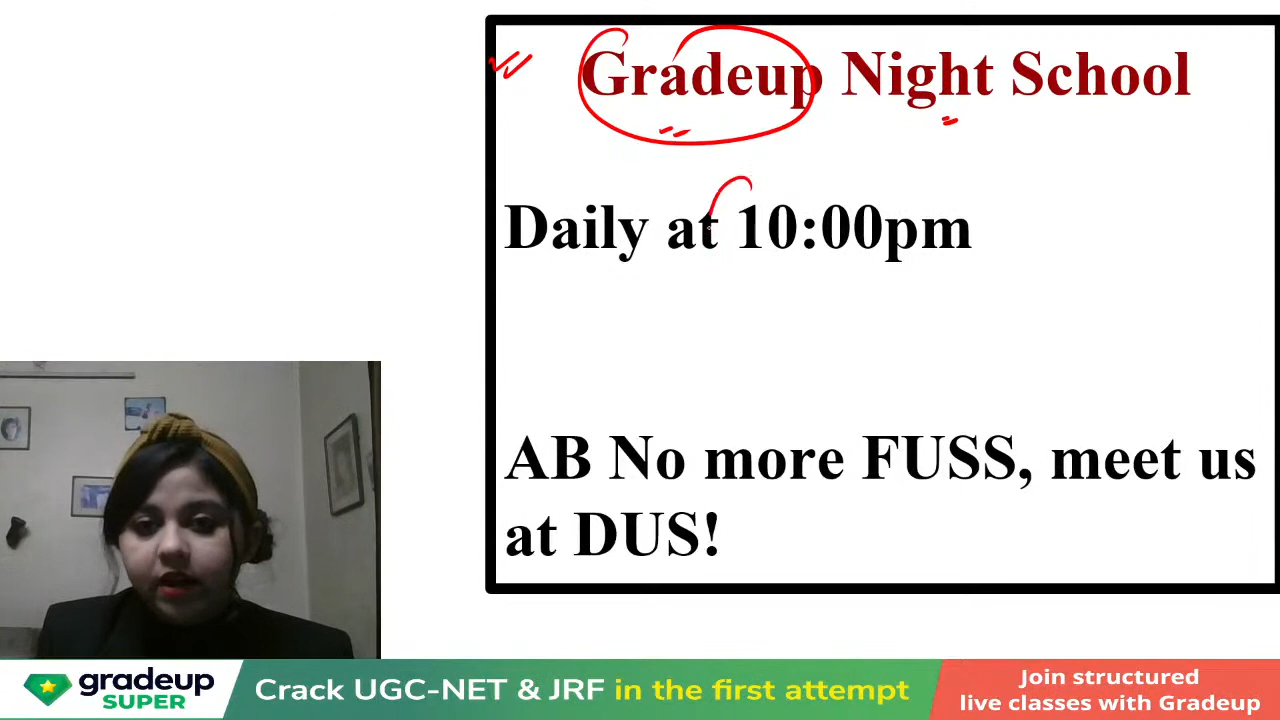 Gradeup Night School
Daily at 10:00pm
AB No more FUSS, meet us
at DUS!
gradeup
SUPER
Crack UGC-NET & JRF in the first attempt
Join structured
live classes with Gradeup